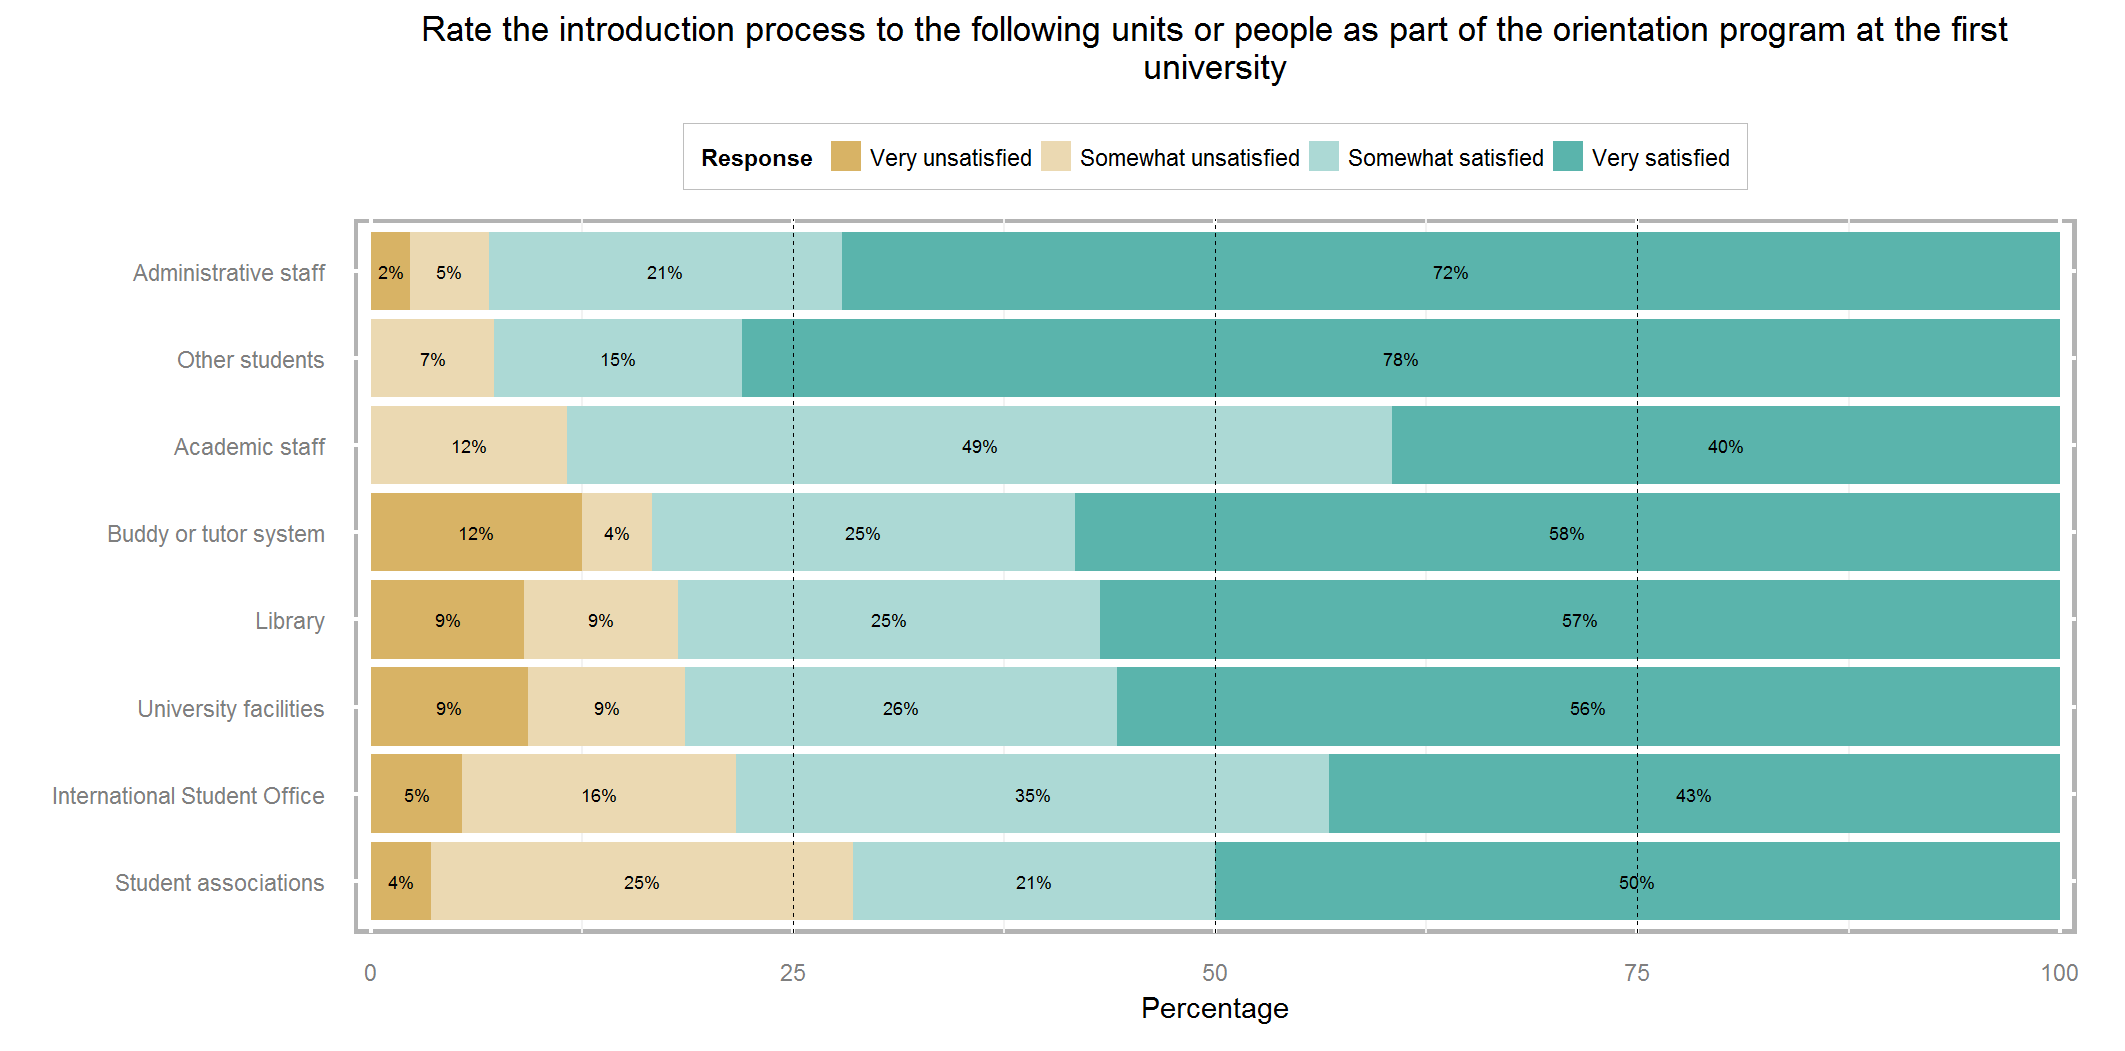 Rate the introduction process to the following units or people as part of the orientation program at the first
university
Response Very unsatisfied Somewhat unsatisfied Somewhat satisfied Very satisfied
Administrative staff 2% 5% 21% 72%
Other students 7% 15% 78%
Academic staff 12% 49% 40%
Buddy or tutor system 12% 4% 25% 58%
Library 9% 9% 25% 57%
University facilities 9% 9% 26% 56%
International Student Office 5% 16% 35% 43%
Student associations 4% 25% 21% 50%
0 25 50 75 100
Percentage